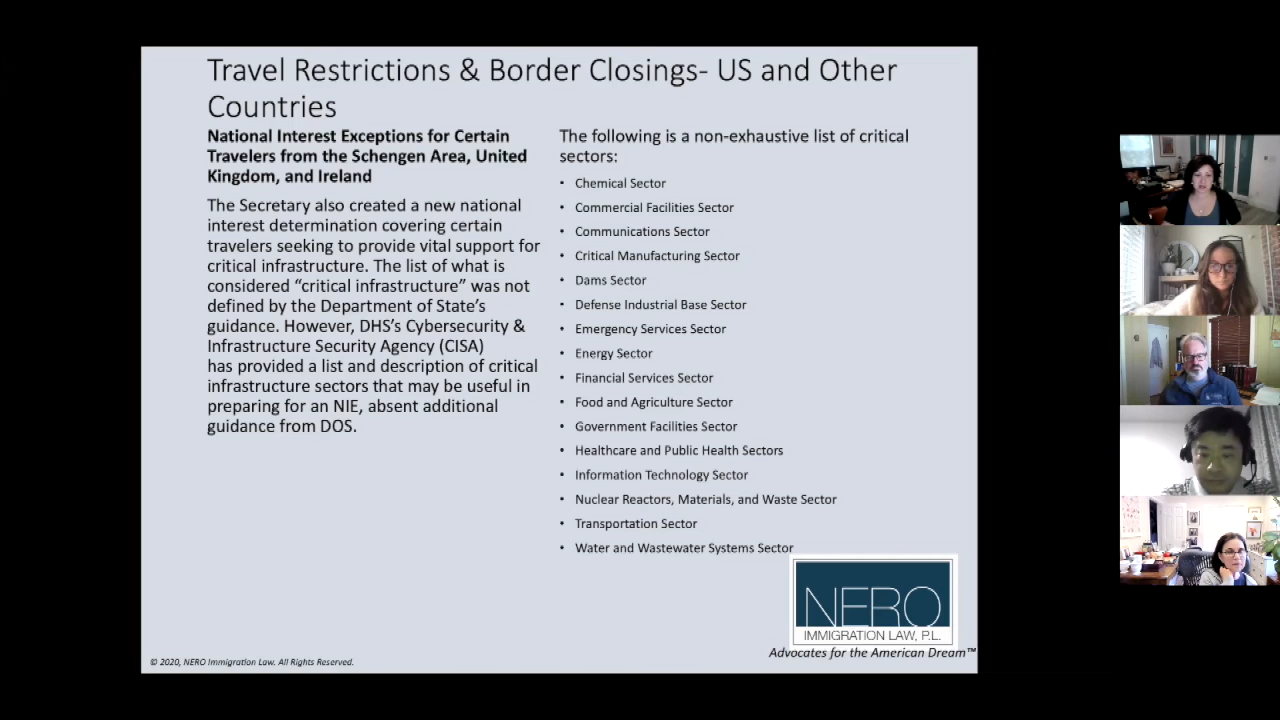 Travel Restrictions & Border Closings- US and Other
Countries
National Interest Exceptions for Certain
Travelers from the Schengen Area, United
Kingdom, and Ireland
The Secretary also created a new national
interest determination covering certain
travelers seeking to provide vital support for
critical infrastructure. The list of what is
considered “critical infrastructure” was not
defined by the Department of State’s
guidance. However, DHS’s Cybersecurity &
Infrastructure Security Agency (CISA)
has provided a list and description of critical
infrastructure sectors that may be useful in
preparing for an NIE, absent additional
guidance from DOS.
The following is a non-exhaustive list of critical
sectors:
• Chemical Sector
• Commercial Facilities Sector
• Communications Sector
• Critical Manufacturing Sector
• Dams Sector
• Defense Industrial Base Sector
• Emergency Services Sector
• Energy Sector
• Financial Services Sector
• Food and Agriculture Sector
• Government Facilities Sector
• Healthcare and Public Health Sectors
• Information Technology Sector
• Nuclear Reactors, Materials, and Waste Sector
• Transportation Sector
• Water and Wastewater Systems Sector
NERO
IMMIGRATION LAW, P.L.
Advocates for the American Dream™
© 2020, NERO Immigration Law. All Rights Reserved.